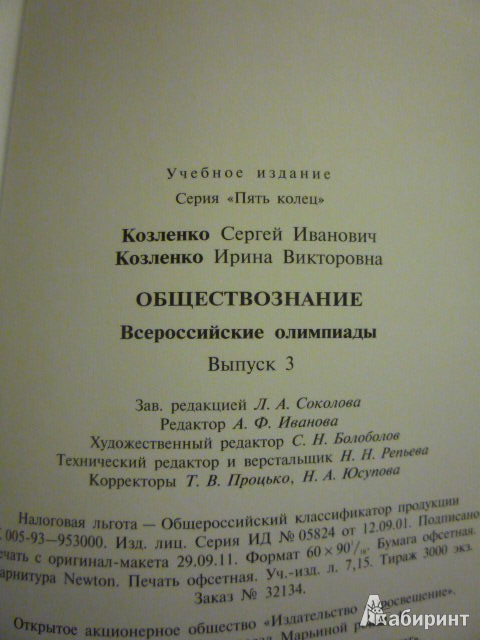 Учебное издание
Серия «Пять колец»
Козленко Сергей Иванович
Козленко Ирина Викторовна
ОБЩЕСТВОЗНАНИЕ
Всероссийские олимпиады
Выпуск 3
Зав. редакцией Л. А. Соколова
Редактор А. Ф. Иванова
Художественный редактор С. Н. Болоболов
Технический редактор и верстальщик Н. Н. Репьева
Корректоры Т. В. Процько, Н. А. Юсупова
Налоговая льгота — Общероссийский классификатор продукции
005-93—953000. Изд. лиц. Серия ИД № 05824 от 12.09.01. Подписано
ечать с оригинал-макета 29.09.11. Формат 60×90 1/16. Бумага офсетная.
арнитура Newton. Печать офсетная. Уч.-изд. л. 7,15. Тираж 3000 экз.
Заказ № 32134.
Открытое акционерное общество «Издательство «Просвещение».
Марьиной
Лабиринт